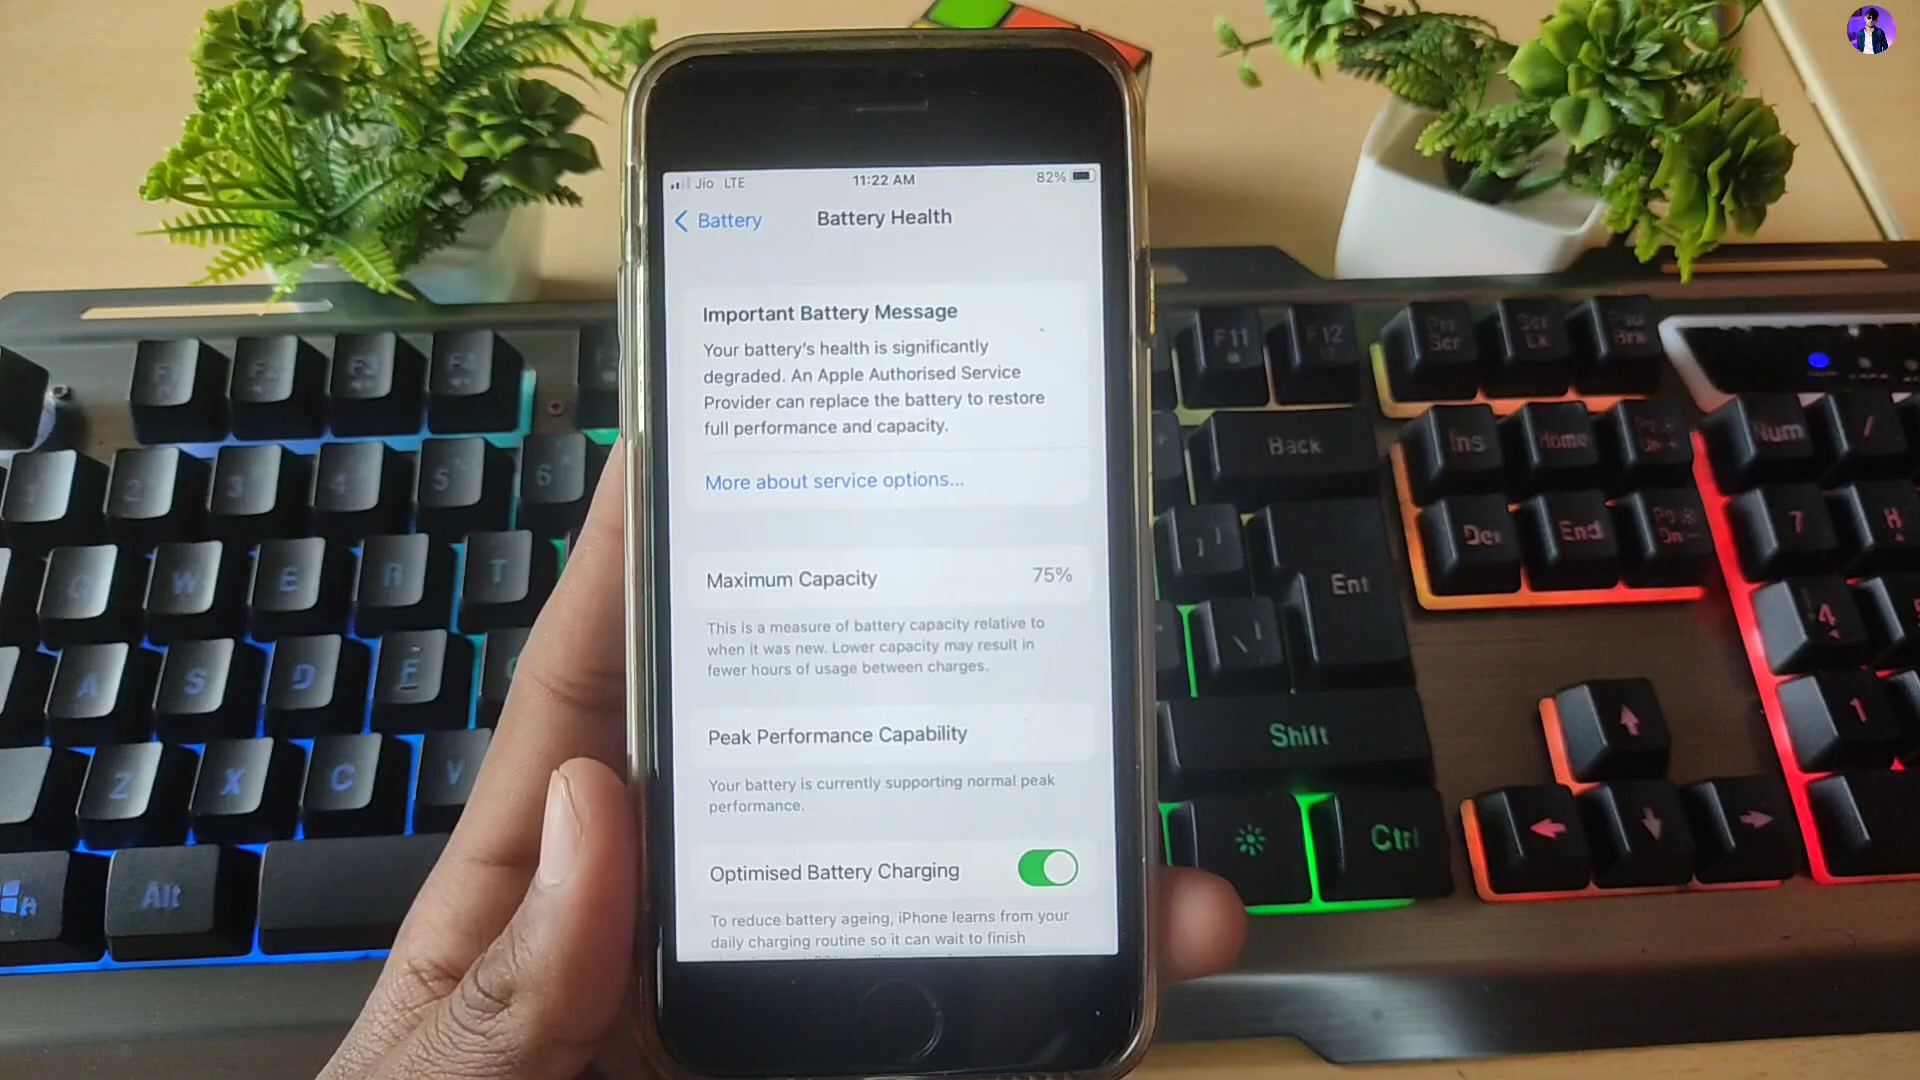 Jio LTE 11:22 AM 82%
Battery Battery Health
Important Battery Message
Your battery's health is significantly
degraded. An Apple Authorised Service
Provider can replace the battery to restore
full performance and capacity.
More about service options...
Maximum Capacity 75%
This is a measure of battery capacity relative to
when it was new. Lower capacity may result in
fewer hours of usage between charges.
Peak Performance Capability
Your battery is currently supporting normal peak
performance.
Optimised Battery Charging
To reduce battery ageing, iPhone learns from your
daily charging routine so it can wait to finish
F3 F4
2 3 4 5 6
Q W E R T
A S D F
Z X C V
Alt
F11 F12
Back
Ent
Shift
Ctrl
Ins Home
End
Num /
7
4
1